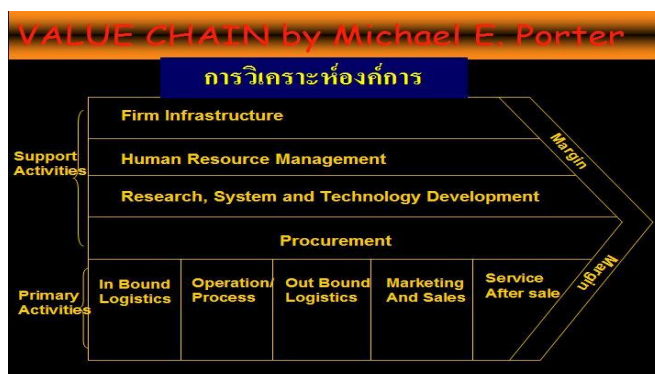 VALUE CHAIN by Michael E. Porter
การวิเคราะห์องค์การ
Support
Activities
Firm Infrastructure
Human Resource Management
Research, System and Technology Development
Procurement
Margin
Primary
Activities
In Bound
Logistics
Operation/
Process
Out Bound
Logistics
Marketing
And Sales
Service
After sale
Margin